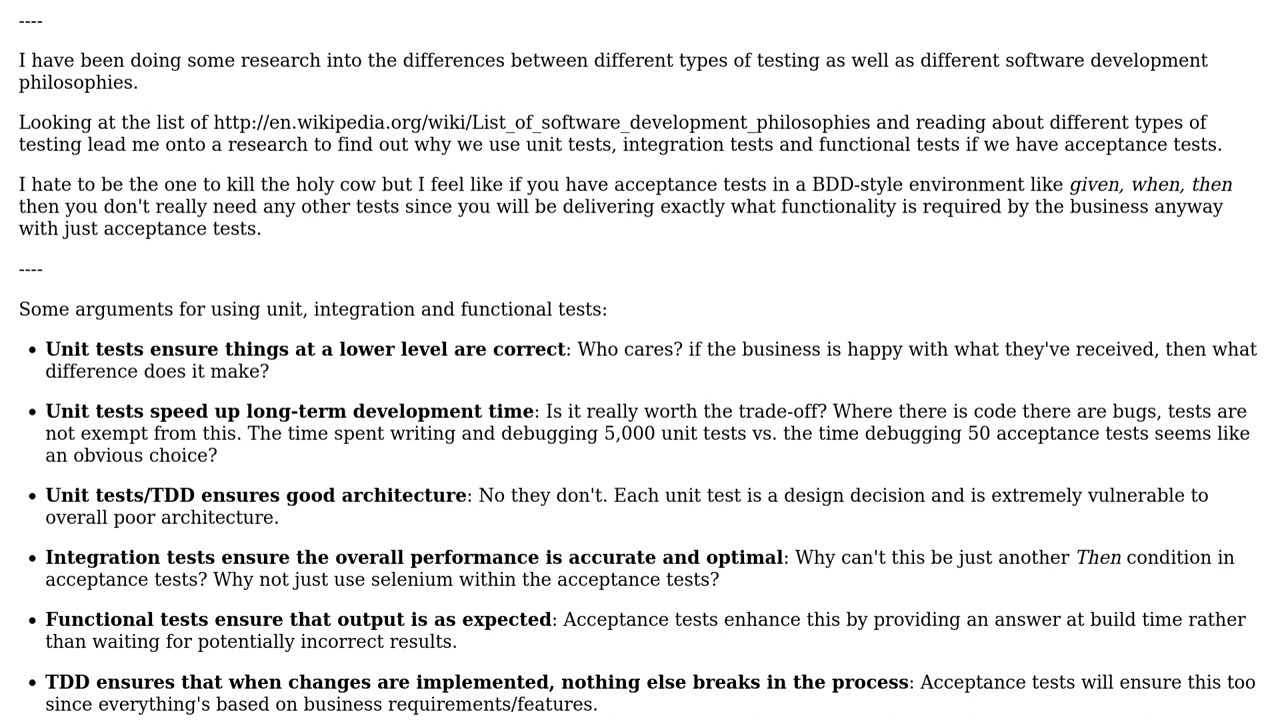 ----
I have been doing some research into the differences between different types of testing as well as different software development
philosophies.
Looking at the list of http://en.wikipedia.org/wiki/List_of_software_development_philosophies and reading about different types of
testing lead me onto a research to find out why we use unit tests, integration tests and functional tests if we have acceptance tests.
I hate to be the one to kill the holy cow but I feel like if you have acceptance tests in a BDD-style environment like given, when, then
then you don't really need any other tests since you will be delivering exactly what functionality is required by the business anyway
with just acceptance tests.
----
Some arguments for using unit, integration and functional tests:
• Unit tests ensure things at a lower level are correct: Who cares? if the business is happy with what they've received, then what
difference does it make?
• Unit tests speed up long-term development time: Is it really worth the trade-off? Where there is code there are bugs, tests are
not exempt from this. The time spent writing and debugging 5,000 unit tests vs. the time debugging 50 acceptance tests seems like
an obvious choice?
• Unit tests/TDD ensures good architecture: No they don't. Each unit test is a design decision and is extremely vulnerable to
overall poor architecture.
• Integration tests ensure the overall performance is accurate and optimal: Why can't this be just another Then condition in
acceptance tests? Why not just use selenium within the acceptance tests?
• Functional tests ensure that output is as expected: Acceptance tests enhance this by providing an answer at build time rather
than waiting for potentially incorrect results.
• TDD ensures that when changes are implemented, nothing else breaks in the process: Acceptance tests will ensure this too
since everything's based on business requirements/features.